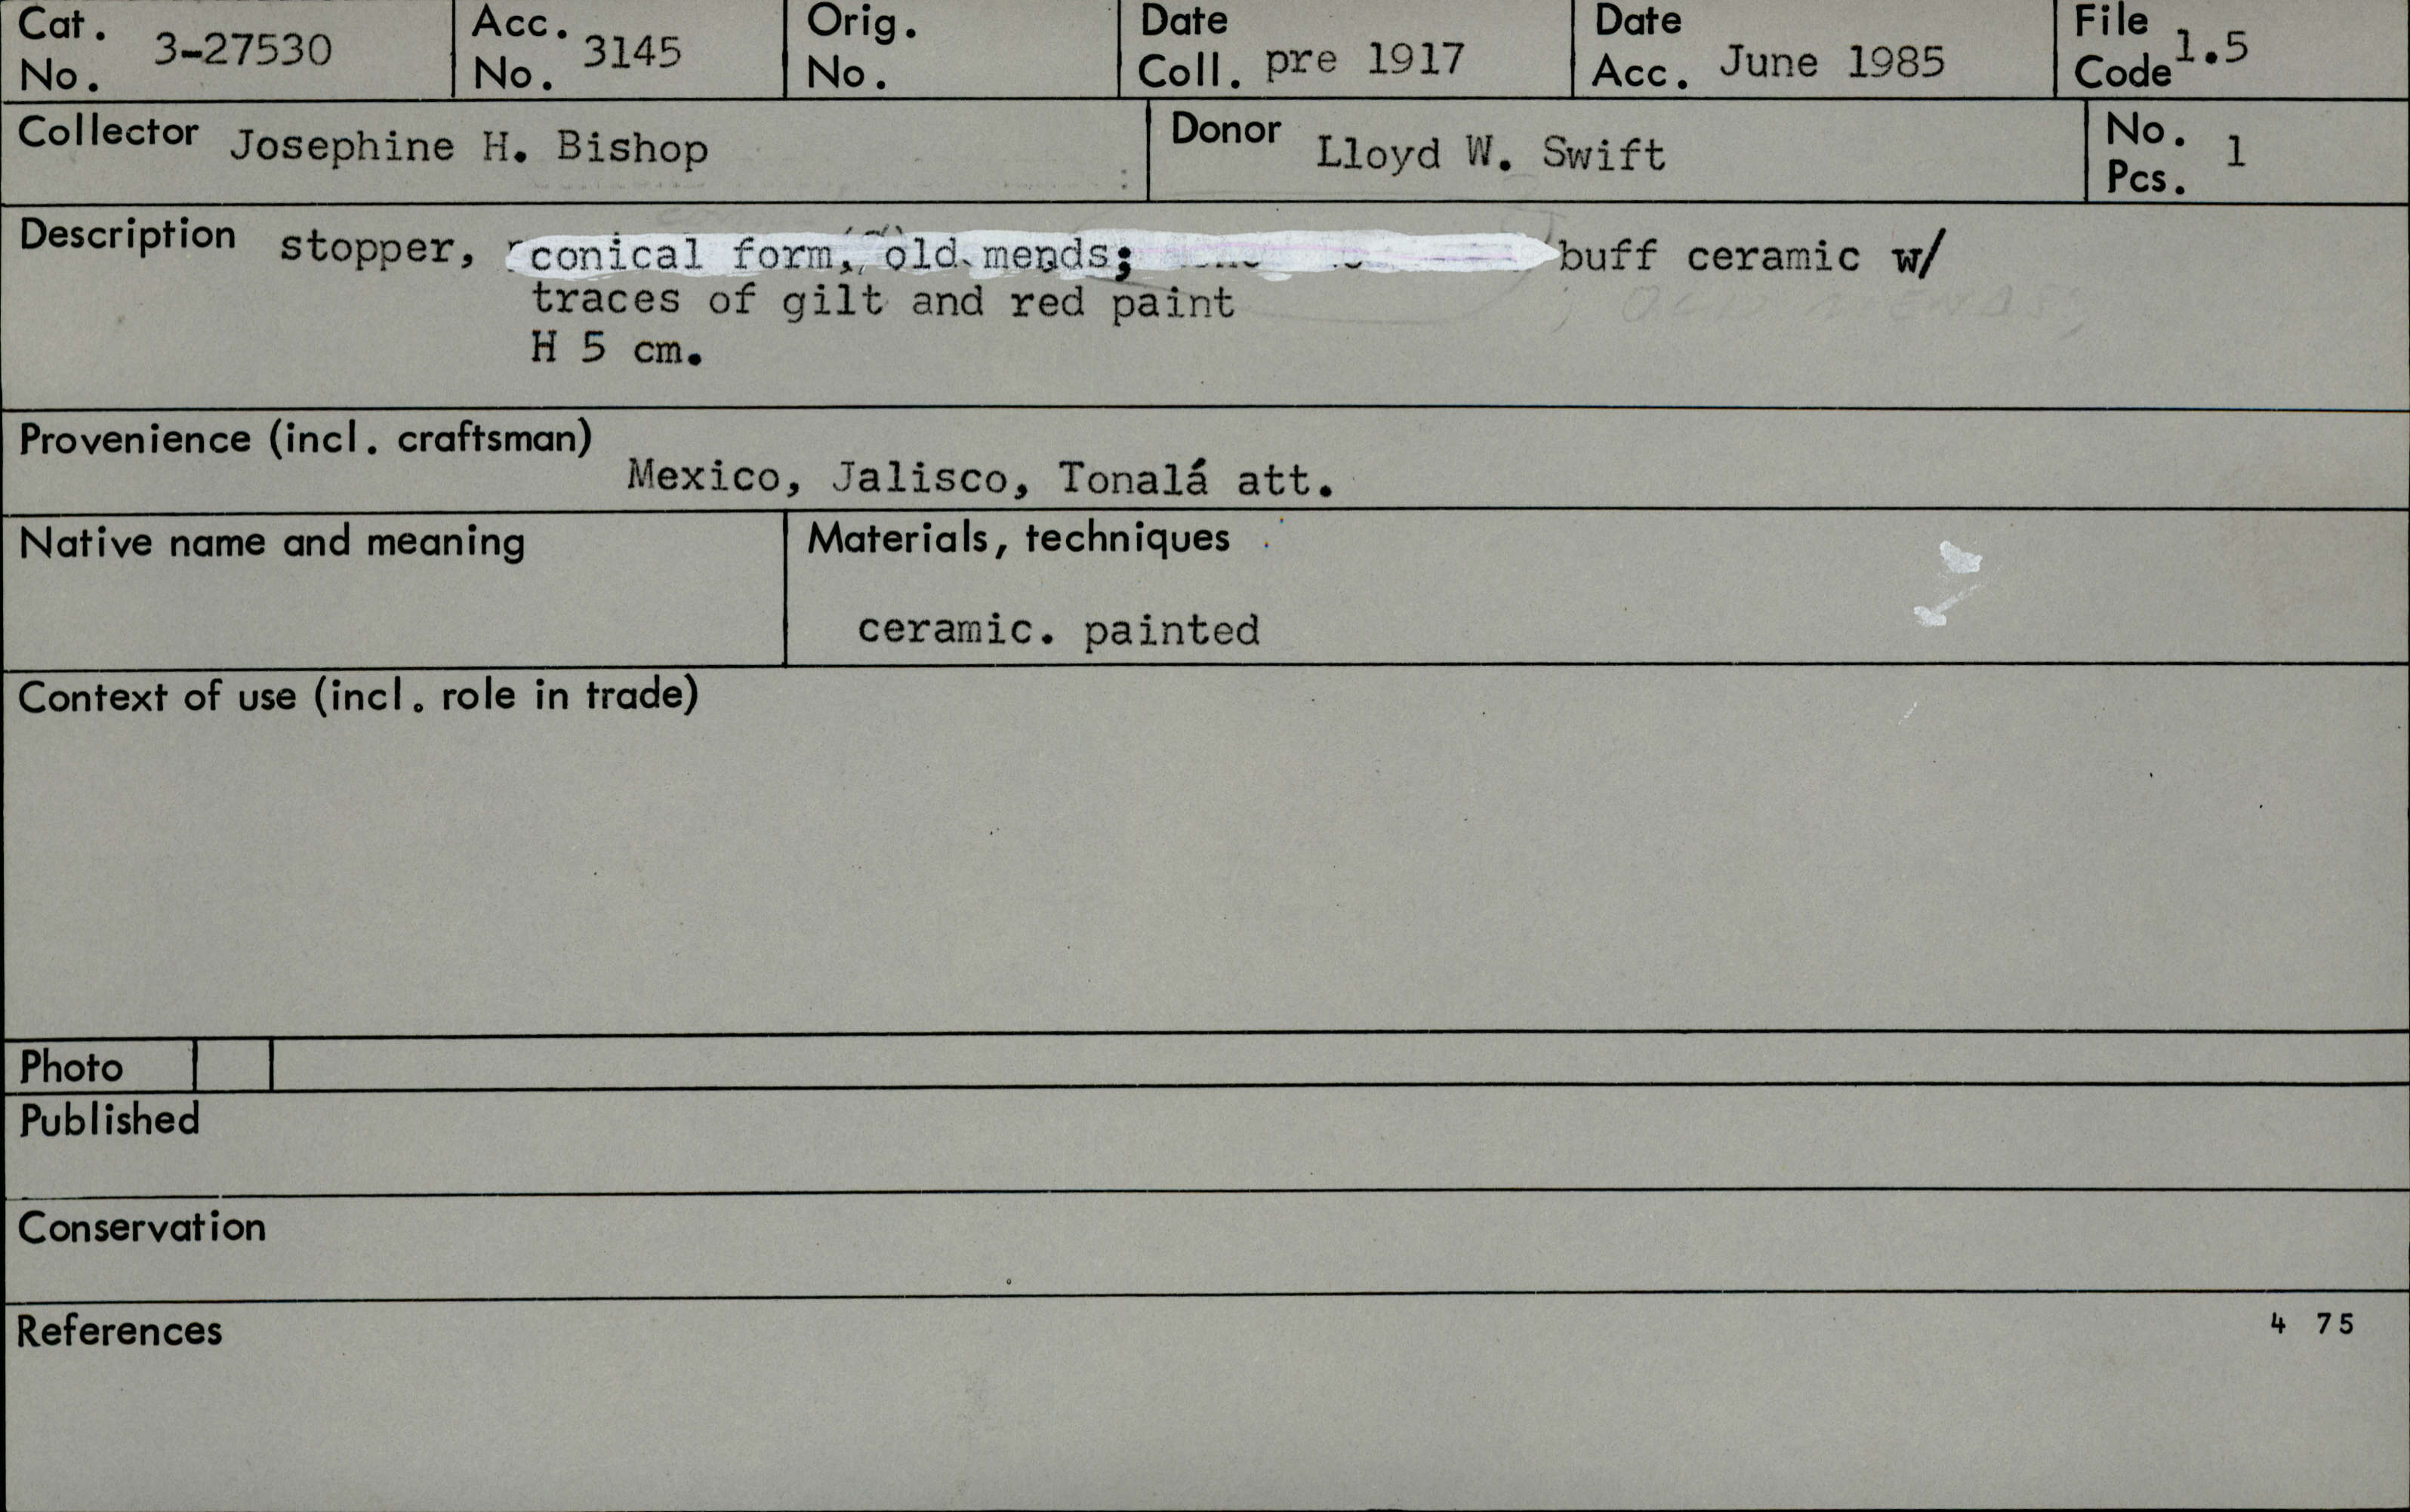 Cat. No. 3-27530
Acc. No. 3145
Orig. No.
Date Coll. pre 1917
Date Acc. June 1985
File Code 1.5
Collector Josephine H. Bishop
Donor Lloyd W. Swift
No. Pcs. 1
Description stopper, conical form, old mends; buff ceramic w/
traces of gilt and red paint
H 5 cm.
Provenience (incl. craftsman)
Mexico, Jalisco, Tonalá att.
Native name and meaning
Materials, techniques
ceramic. painted
Context of use (incl. role in trade)
Photo
Published
Conservation
References
4 75